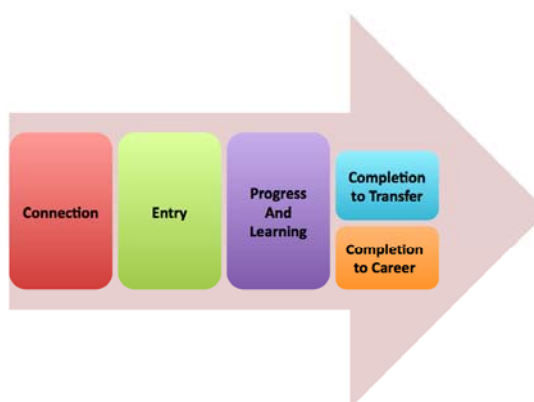 Connection
Entry
Progress
And
Learning
Completion
to Transfer
Completion
to Career